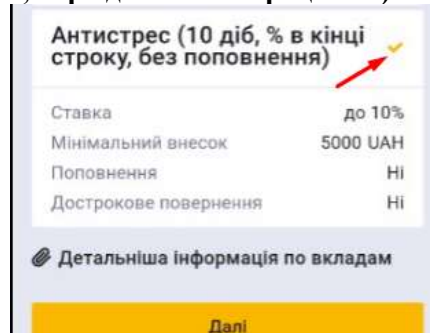 Антистрес (10 діб, % в кінці
строку, без поповнення)
Ставка до 10%
Мінімальний внесок 5000 UAH
Поповнення Ні
Дострокове повернення Ні
Детальніша інформація по вкладам
Далі